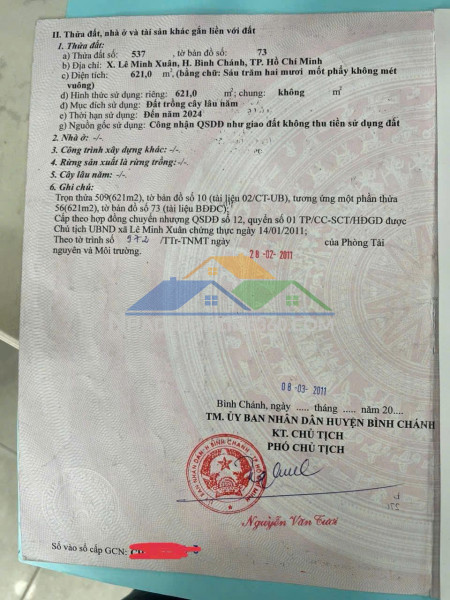 II. Thửa đất, nhà ở và tài sản khác gắn liền với đất
1. Thửa đất:
a) Thửa đất số: 537 , tờ bản đồ số: 73
b) Địa chỉ: X. Lê Minh Xuân, H. Bình Chánh, TP. Hồ Chí Minh
c) Diện tích: 621,0 m², (bằng chữ: Sáu trăm hai mươi mốt phẩy không mét
vuông)
d) Hình thức sử dụng: riêng: 621,0 m²; chung: không m²
đ) Mục đích sử dụng: Đất trồng cây lâu năm
e) Thời hạn sử dụng: Đến năm 2024
g) Nguồn gốc sử dụng: Công nhận QSDĐ như giao đất không thu tiền sử dụng đất
2. Nhà ở: -/-
3. Công trình xây dựng khác: -/-
4. Rừng sản xuất là rừng trồng: -/-
5. Cây lâu năm: -/-
6. Ghi chú:
Trọn thửa 509(621m2), tờ bản đồ số 10 (tài liệu 02/CT-UB), tương ứng một phần thửa
56(621m2), tờ bản đồ số 73 (tài liệu BĐĐC);
Cấp theo hợp đồng chuyển nhượng QSDĐ số 12, quyển số 01 TP/CC-SCT/HĐGD được
Chủ tịch UBND xã Lê Minh Xuân chứng thực ngày 14/01/2011;
Theo tờ trình số 572 /TTr-TNMT ngày 28-02-2011 của Phòng Tài
nguyên và Môi trường.
08-03-2011
Bình Chánh, ngày ..... tháng ..... năm 20....
TM. ỦY BAN NHÂN DÂN HUYỆN BÌNH CHÁNH
KT. CHỦ TỊCH
PHÓ CHỦ TỊCH
Nguyễn Văn Tươi
Số vào sổ cấp GCN: